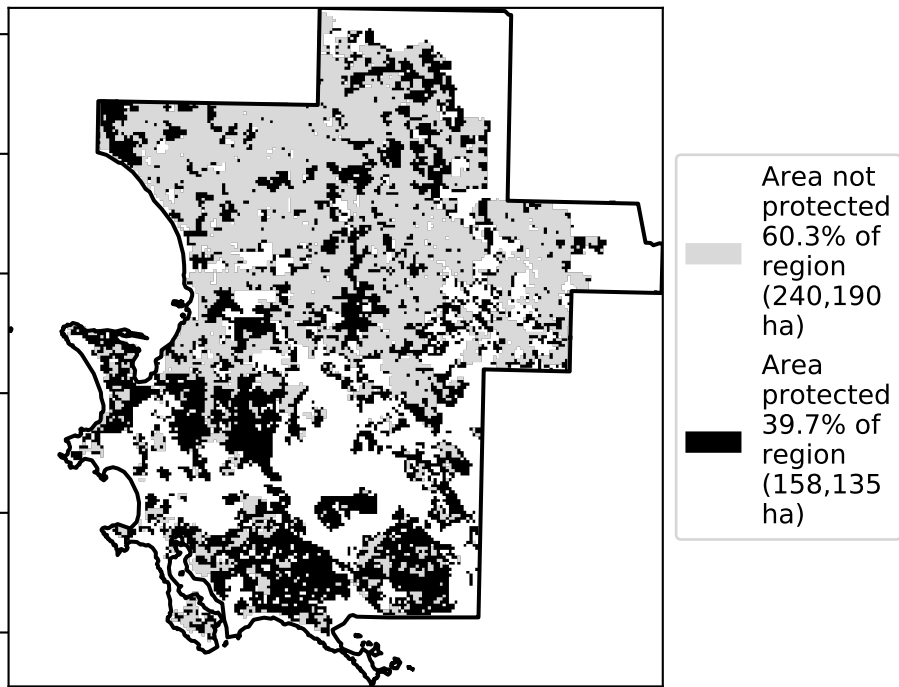 Area not
protected
60.3% of
region
(240,190
ha)
Area
protected
39.7% of
region
(158,135
ha)